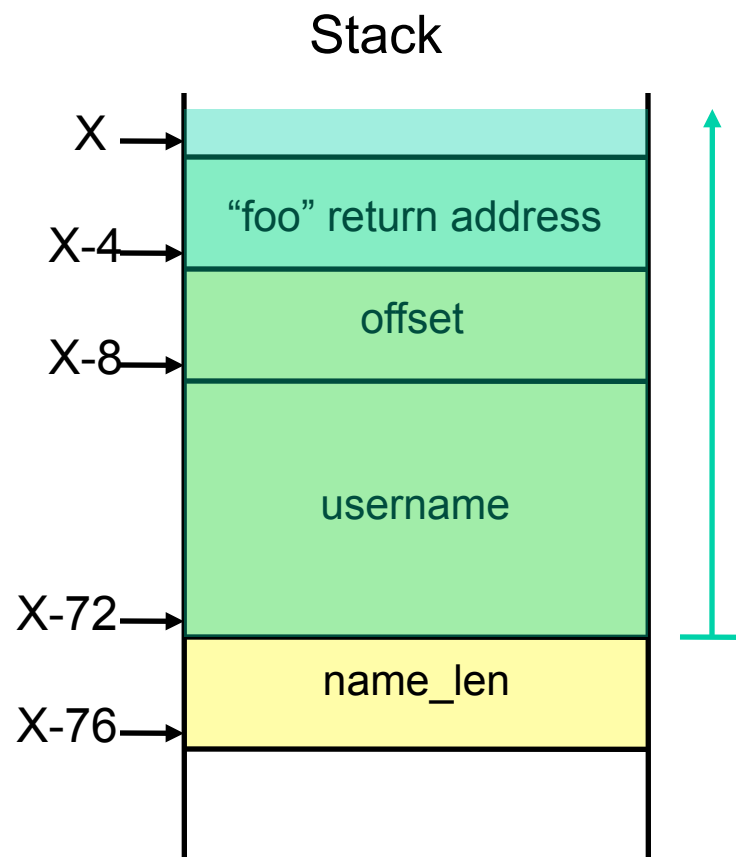 Stack
X
“foo” return address
X-4
offset
X-8
username
X-72
name_len
X-76